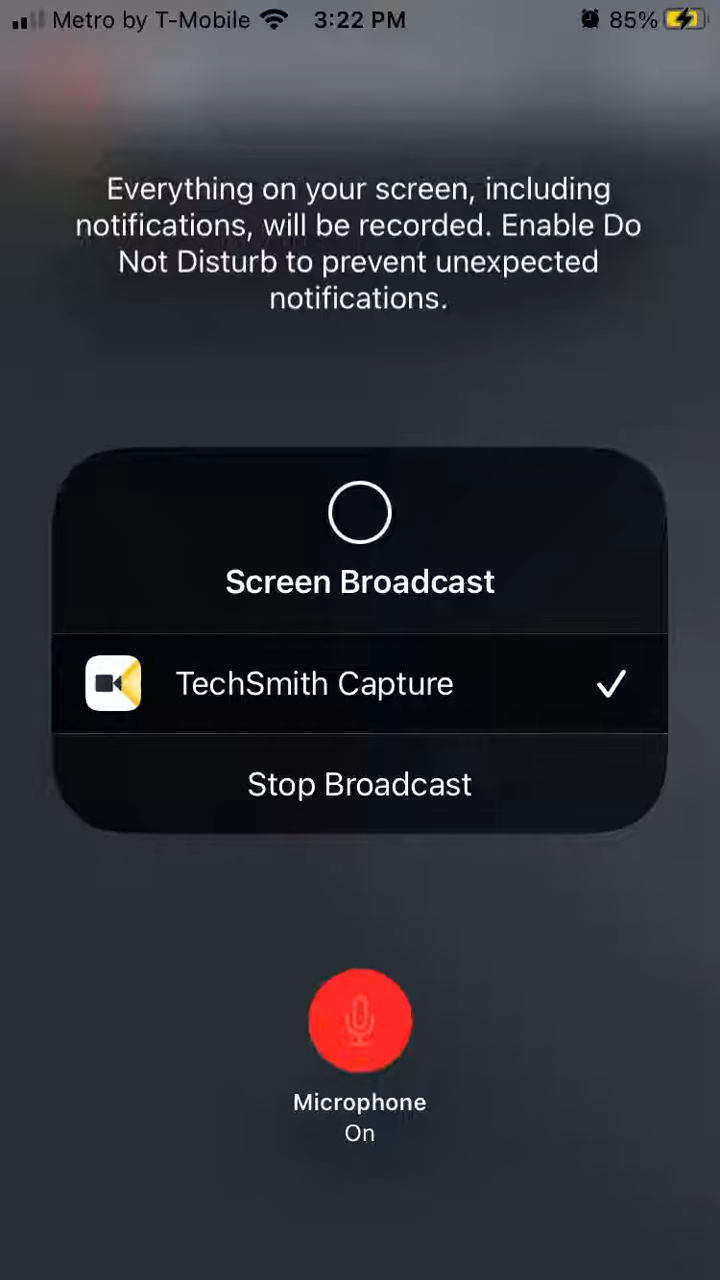 Metro by T-Mobile 3:22 PM 85%
Everything on your screen, including
notifications, will be recorded. Enable Do
Not Disturb to prevent unexpected
notifications.
Screen Broadcast
TechSmith Capture
Stop Broadcast
Microphone
On